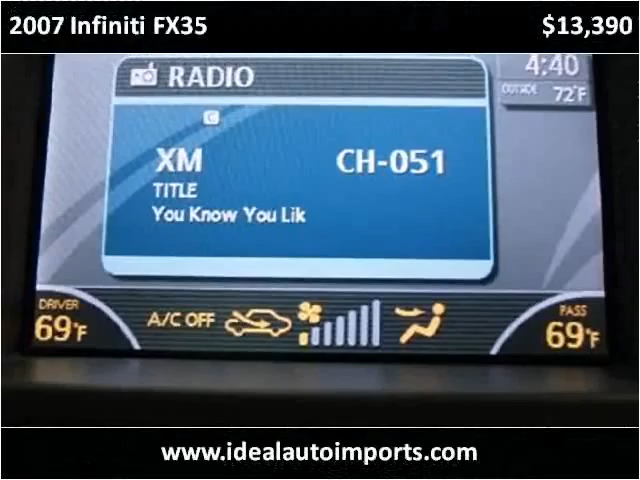 2007 Infiniti FX35 $13,390
RADIO
4:40
OUTSIDE 72°F
C
XM CH-051
TITLE
You Know You Lik
DRIVER
69°F
A/C OFF
PASS
69°F
www.idealautoimports.com